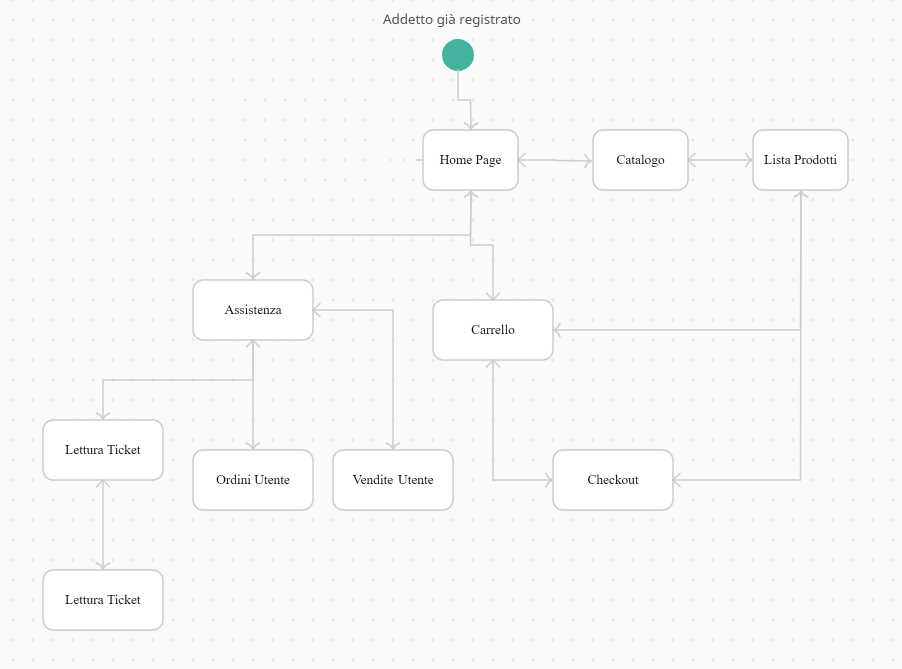 Addetto già registrato
Home Page
Catalogo
Lista Prodotti
Assistenza
Carrello
Lettura Ticket
Ordini Utente
Vendite Utente
Checkout
Lettura Ticket